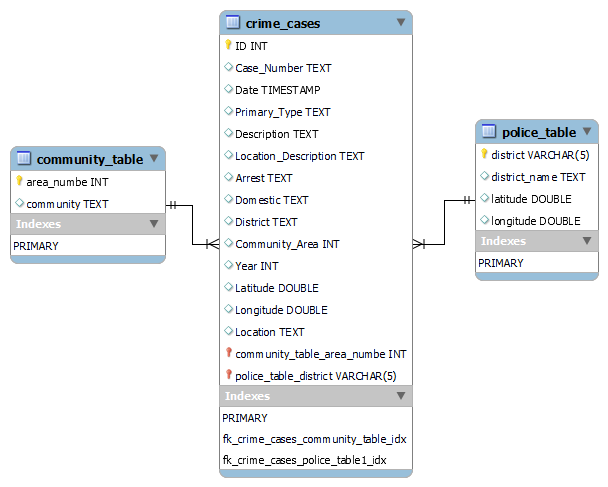 crime_cases
ID INT
Case_Number TEXT
Date TIMESTAMP
Primary_Type TEXT
Description TEXT
Location_Description TEXT
Arrest TEXT
Domestic TEXT
District TEXT
Community_Area INT
Year INT
Latitude DOUBLE
Longitude DOUBLE
Location TEXT
community_table_area_numbe INT
police_table_district VARCHAR(5)
Indexes
PRIMARY
fk_crime_cases_community_table_idx
fk_crime_cases_police_table1_idx
community_table
area_numbe INT
community TEXT
Indexes
PRIMARY
police_table
district VARCHAR(5)
district_name TEXT
latitude DOUBLE
longitude DOUBLE
Indexes
PRIMARY